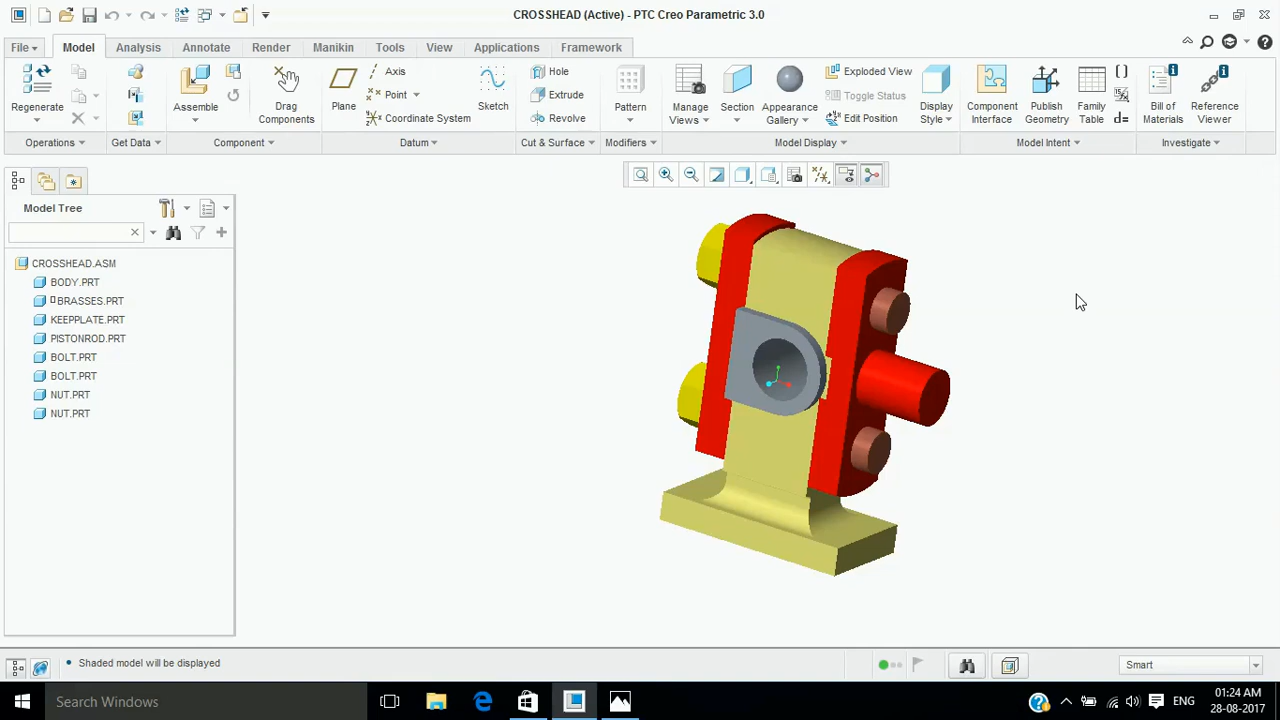 CROSSHEAD (Active) - PTC Creo Parametric 3.0
File Model Analysis Annotate Render Manikin Tools View Applications Framework
Regenerate
Operations
Get Data
Assemble
Drag Components
Component
Plane
Axis
Point
Coordinate System
Sketch
Datum
Hole
Extrude
Revolve
Cut & Surface
Pattern
Modifiers
Manage Views
Section
Appearance Gallery
Exploded View
Toggle Status
Edit Position
Display Style
Model Display
Component Interface
Publish Geometry
Family Table
d=
Model Intent
Bill of Materials
Reference Viewer
Investigate
Model Tree
CROSSHEAD.ASM
BODY.PRT
BRASSES.PRT
KEEPPLATE.PRT
PISTONROD.PRT
BOLT.PRT
BOLT.PRT
NUT.PRT
NUT.PRT
Shaded model will be displayed
Smart
Search Windows
ENG
01:24 AM
28-08-2017